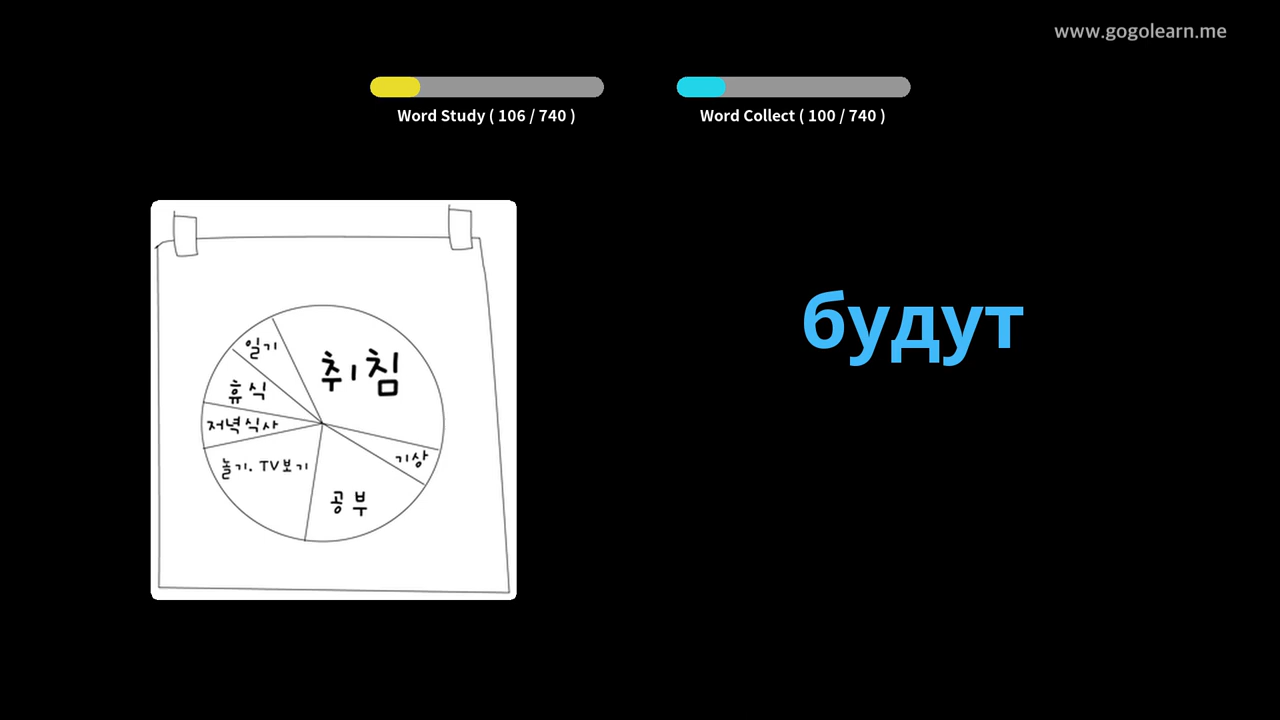 www.gogolearn.me
Word Study ( 106 / 740 )
Word Collect ( 100 / 740 )
будут
일기
취침
휴식
저녁식사
기상
놀기. TV보기
공부